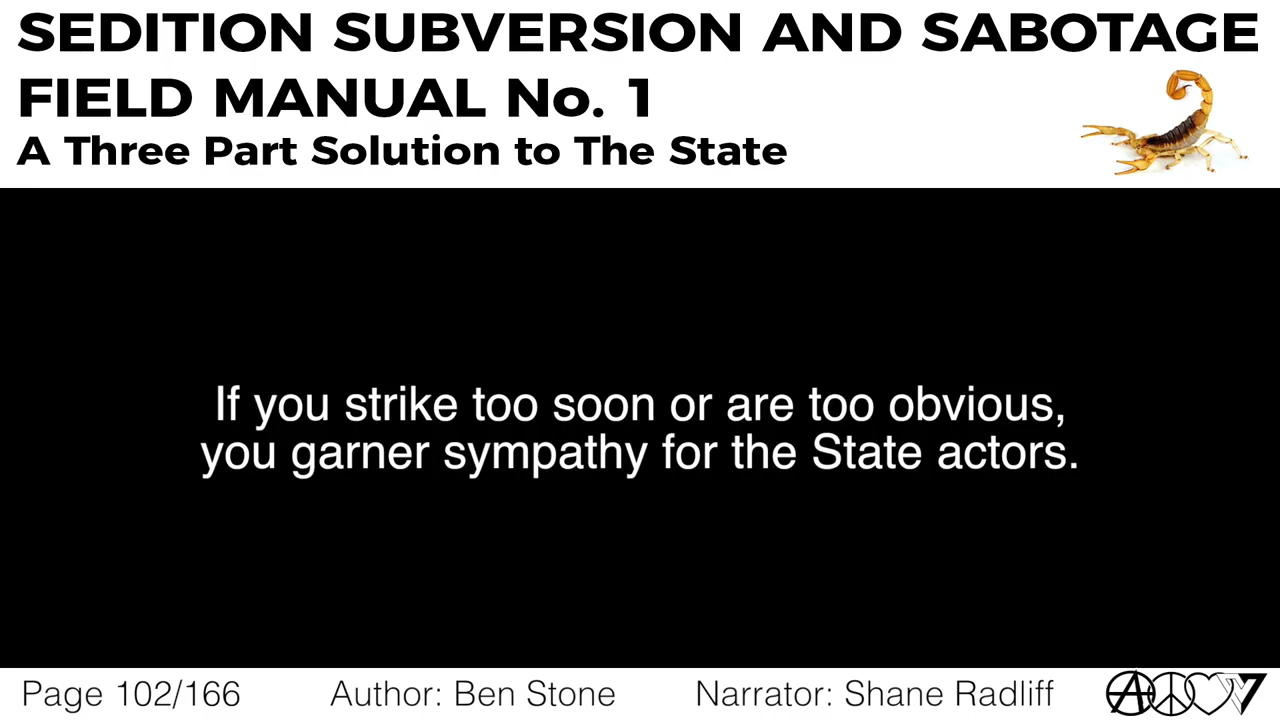 SEDITION SUBVERSION AND SABOTAGE
FIELD MANUAL No. 1
A Three Part Solution to The State
If you strike too soon or are too obvious,
you garner sympathy for the State actors.
Page 102/166 Author: Ben Stone Narrator: Shane Radliff